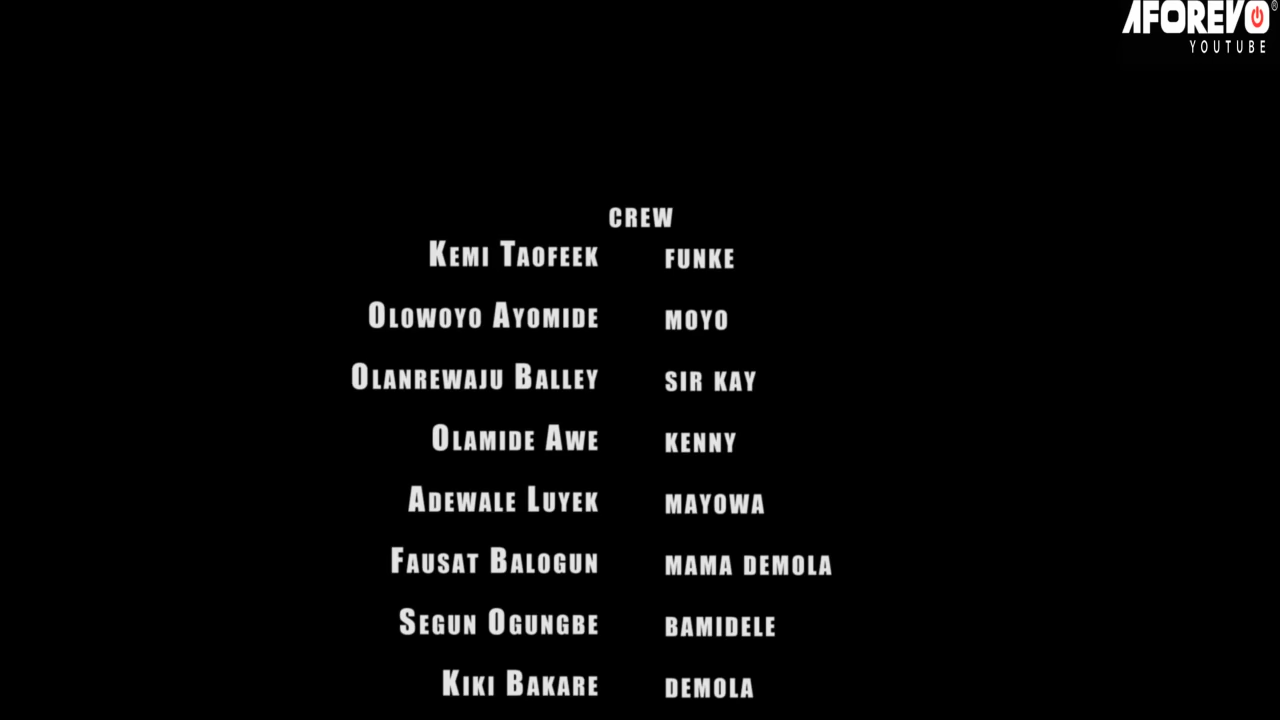 AFOREVO
YOUTUBE
CREW
KEMI TAOFEEK FUNKE
OLOWOYO AYOMIDE MOYO
OLANREWAJU BALLEY SIR KAY
OLAMIDE AWE KENNY
ADEWALE LUYEK MAYOWA
FAUSAT BALOGUN MAMA DEMOLA
SEGUN OGUNGBE BAMIDELE
KIKI BAKARE DEMOLA